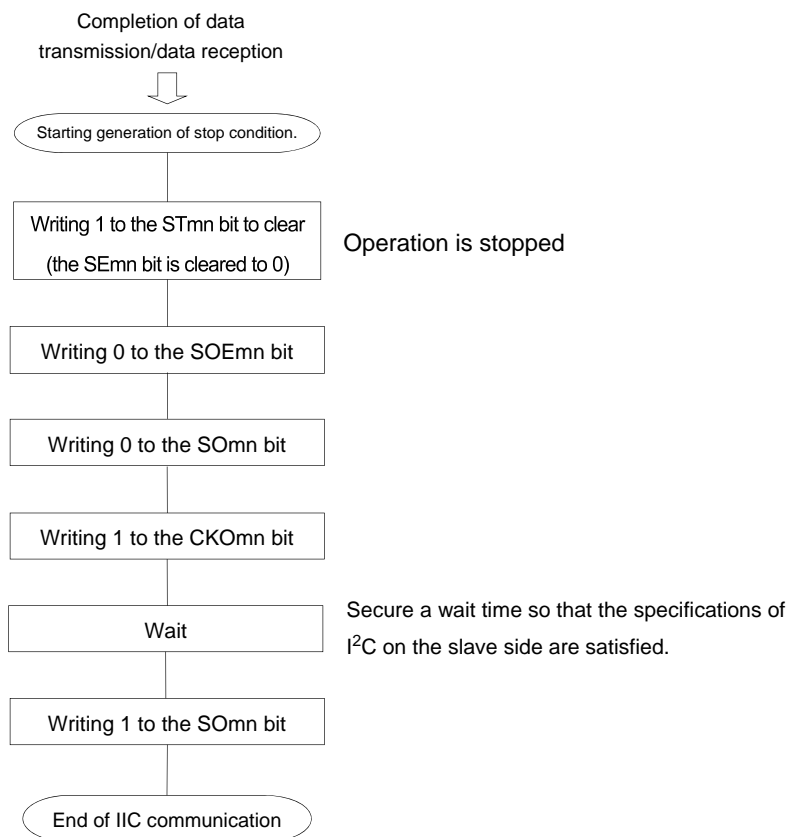 Completion of data
transmission/data reception
Starting generation of stop condition.
Writing 1 to the STmn bit to clear
(the SEmn bit is cleared to 0)
Operation is stopped
Writing 0 to the SOEmn bit
Writing 0 to the SOmn bit
Writing 1 to the CKOmn bit
Wait
Secure a wait time so that the specifications of
I²C on the slave side are satisfied.
Writing 1 to the SOmn bit
End of IIC communication